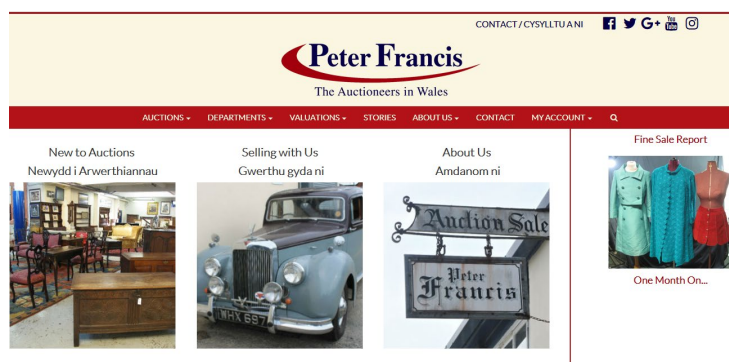 CONTACT / CYSYLLTU A NI
Peter Francis
The Auctioneers in Wales
AUCTIONS
DEPARTMENTS
VALUATIONS
STORIES
ABOUT US
CONTACT
MY ACCOUNT
New to Auctions
Newydd i Arwerthiannau
Selling with Us
Gwerthu gyda ni
WHX 697
About Us
Amdanom ni
Auction Sale
Peter
Francis
Fine Sale Report
One Month On...